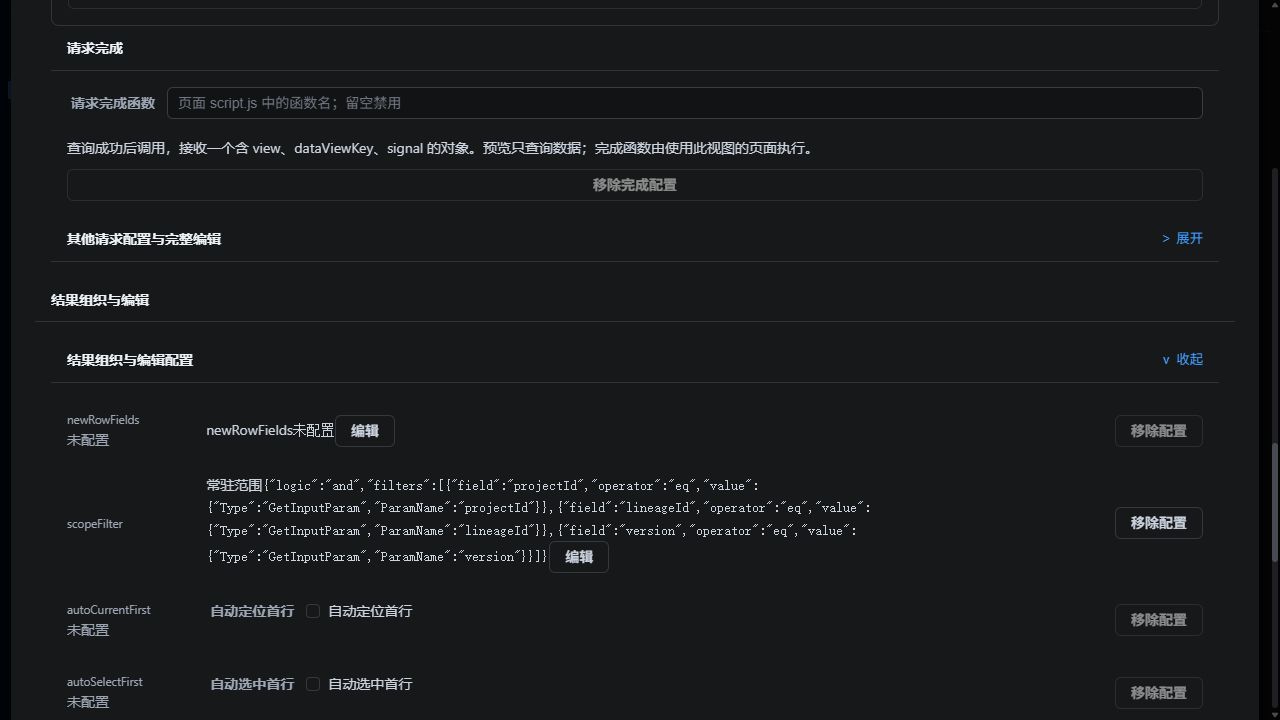 请求完成
请求完成函数 页面 script.js 中的函数名；留空禁用
查询成功后调用，接收一个含 view、dataViewKey、signal 的对象。预览只查询数据；完成函数由使用此视图的页面执行。
移除完成配置
其他请求配置与完整编辑 > 展开
结果组织与编辑
结果组织与编辑配置 v 收起
newRowFields
未配置
newRowFields未配置 编辑 移除配置
scopeFilter
常驻范围{"logic":"and","filters":[{"field":"projectId","operator":"eq","value":
{"Type":"GetInputParam","ParamName":"projectId"}},{"field":"lineageId","operator":"eq","value":
{"Type":"GetInputParam","ParamName":"lineageId"}},{"field":"version","operator":"eq","value":
{"Type":"GetInputParam","ParamName":"version"}}]} 编辑
移除配置
autoCurrentFirst
未配置
自动定位首行 自动定位首行 移除配置
autoSelectFirst
未配置
自动选中首行 自动选中首行 移除配置